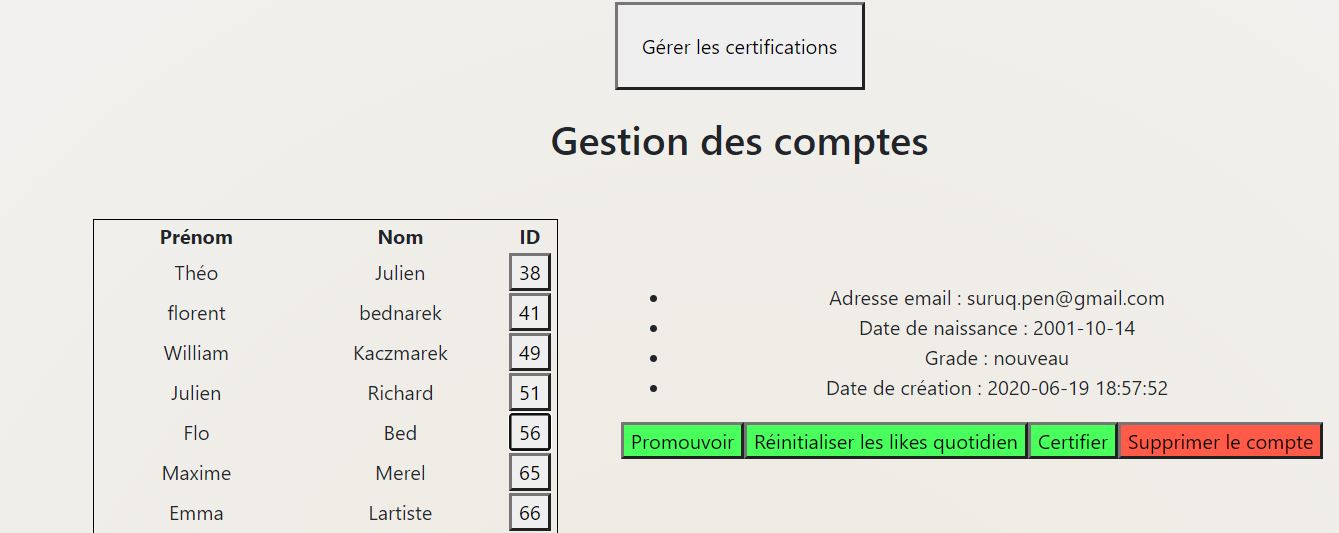 Gérer les certifications
Gestion des comptes
Prénom Nom ID
Théo Julien 38
florent bednarek 41
William Kaczmarek 49
Julien Richard 51
Flo Bed 56
Maxime Merel 65
Emma Lartiste 66
Adresse email : suruq.pen@gmail.com
Date de naissance : 2001-10-14
Grade : nouveau
Date de création : 2020-06-19 18:57:52
Promouvoir Réinitialiser les likes quotidien Certifier Supprimer le compte